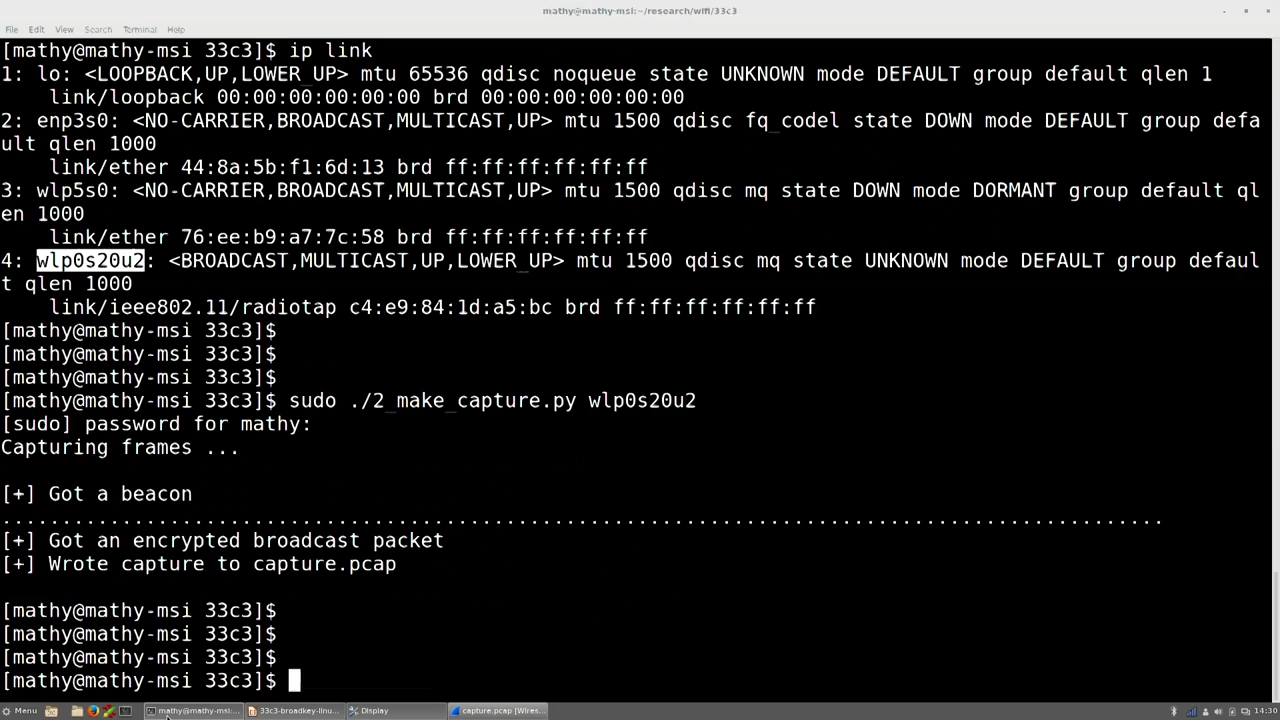 mathy@mathy-msi:~/research/wifi/33c3
File Edit View Search Terminal Help
[mathy@mathy-msi 33c3]$ ip link
1: lo: <LOOPBACK,UP,LOWER_UP> mtu 65536 qdisc noqueue state UNKNOWN mode DEFAULT group default qlen 1
link/loopback 00:00:00:00:00:00 brd 00:00:00:00:00:00
2: enp3s0: <NO-CARRIER,BROADCAST,MULTICAST,UP> mtu 1500 qdisc fq_codel state DOWN mode DEFAULT group defa
ult qlen 1000
link/ether 44:8a:5b:f1:6d:13 brd ff:ff:ff:ff:ff:ff
3: wlp5s0: <NO-CARRIER,BROADCAST,MULTICAST,UP> mtu 1500 qdisc mq state DOWN mode DORMANT group default ql
en 1000
link/ether 76:ee:b9:a7:7c:58 brd ff:ff:ff:ff:ff:ff
4: wlp0s20u2: <BROADCAST,MULTICAST,UP,LOWER_UP> mtu 1500 qdisc mq state UNKNOWN mode DEFAULT group defaul
t qlen 1000
link/ieee802.11/radiotap c4:e9:84:1d:a5:bc brd ff:ff:ff:ff:ff:ff
[mathy@mathy-msi 33c3]$
[mathy@mathy-msi 33c3]$
[mathy@mathy-msi 33c3]$
[mathy@mathy-msi 33c3]$ sudo ./2_make_capture.py wlp0s20u2
[sudo] password for mathy:
Capturing frames ...
[+] Got a beacon
.................................................................................................
[+] Got an encrypted broadcast packet
[+] Wrote capture to capture.pcap
[mathy@mathy-msi 33c3]$
[mathy@mathy-msi 33c3]$
[mathy@mathy-msi 33c3]$
[mathy@mathy-msi 33c3]$
Menu mathy@mathy-msi:... 33c3-broadkey-linu... Display capture.pcap [Wires... 14:30